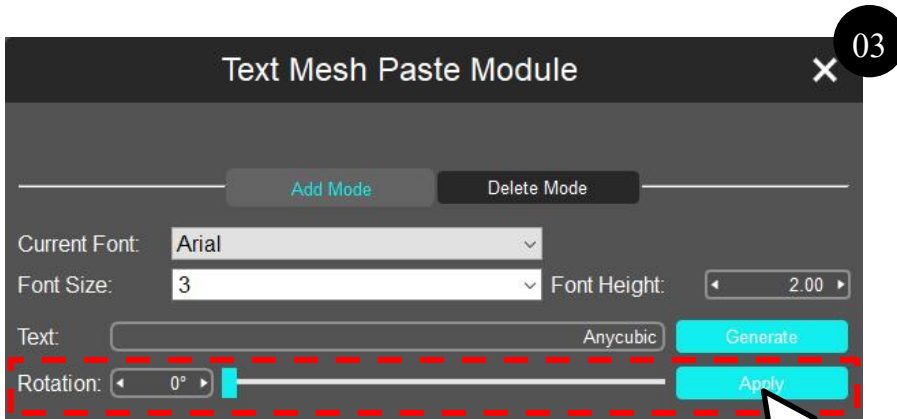 03
Text Mesh Paste Module
Add Mode Delete Mode
Current Font: Arial
Font Size: 3 Font Height: 2.00
Text: Anycubic Generate
Rotation: 0° Apply